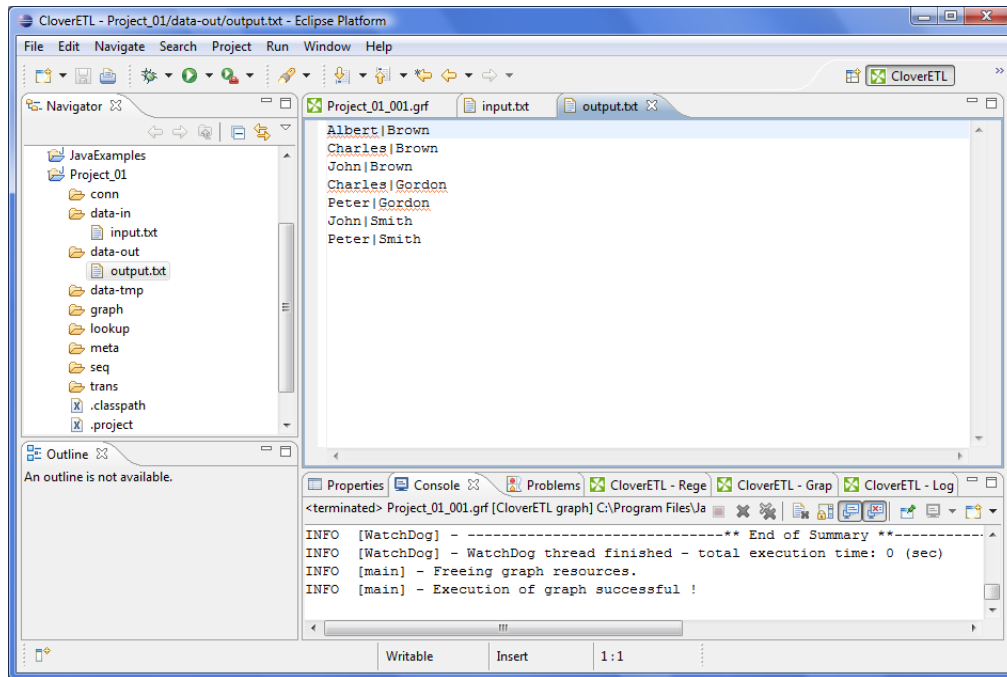 CloverETL - Project_01/data-out/output.txt - Eclipse Platform
File Edit Navigate Search Project Run Window Help
CloverETL
Navigator
JavaExamples
Project_01
conn
data-in
input.txt
data-out
output.txt
data-tmp
graph
lookup
meta
seq
trans
.classpath
.project
Outline
An outline is not available.
Project_01_001.grf input.txt output.txt
Albert|Brown
Charles|Brown
John|Brown
Charles|Gordon
Peter|Gordon
John|Smith
Peter|Smith
Properties Console Problems CloverETL - Rege CloverETL - Grap CloverETL - Log
<terminated> Project_01_001.grf [CloverETL graph] C:\Program Files\Ja
INFO [WatchDog] - --------------------------------** End of Summary **-----------
INFO [WatchDog] - WatchDog thread finished - total execution time: 0 (sec)
INFO [main] - Freeing graph resources.
INFO [main] - Execution of graph successful !
Writable Insert 1:1